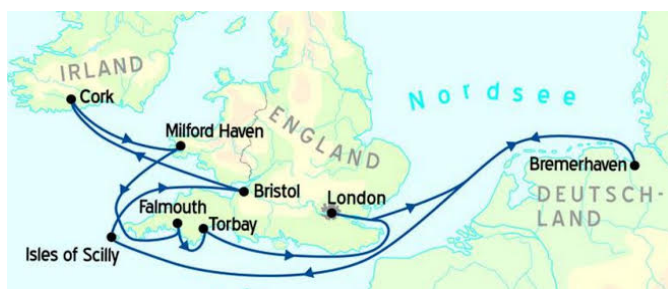 Nordsee
IRLAND
Cork
Milford Haven
ENGLAND
Bremerhaven
Bristol
London
DEUTSCH-
LAND
Falmouth
Torbay
Isles of Scilly